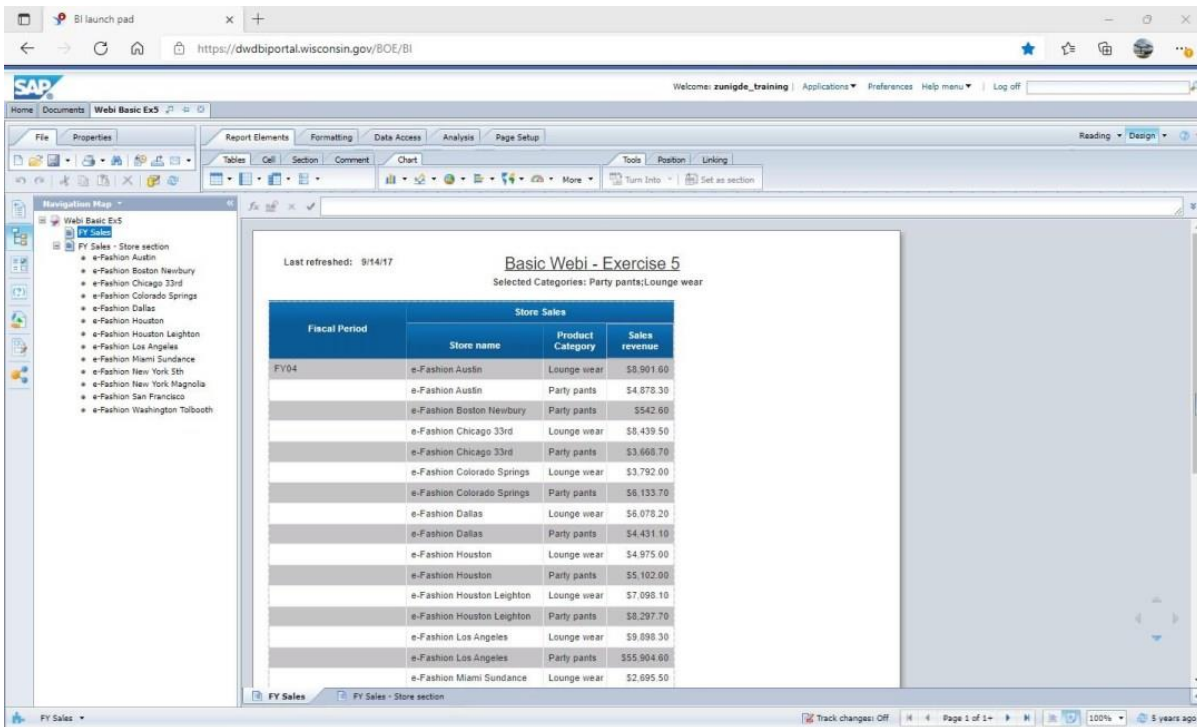 BI launch pad
https://dwdbiportal.wisconsin.gov/BOE/BI
SAP
Welcome: zunigde_training | Applications Preferences Help menu | Log off
Home Documents Webi Basic Ex5
File Properties Report Elements Formatting Data Access Analysis Page Setup Reading Design
Tables Cell Section Comment Chart Tools Position Linking
More Turn Into Set as section
Navigation Map
Webi Basic Ex5
FY Sales
FY Sales - Store section
e-Fashion Austin
e-Fashion Boston Newbury
e-Fashion Chicago 33rd
e-Fashion Colorado Springs
e-Fashion Dallas
e-Fashion Houston
e-Fashion Houston Leighton
e-Fashion Los Angeles
e-Fashion Miami Sundance
e-Fashion New York 5th
e-Fashion New York Magnolia
e-Fashion San Francisco
e-Fashion Washington Tolbooth
Last refreshed: 9/14/17
Basic Webi - Exercise 5
Selected Categories: Party pants;Lounge wear
Fiscal Period Store Sales
Store name Product Category Sales revenue
FY04 e-Fashion Austin Lounge wear $8,901.60
e-Fashion Austin Party pants $4,878.30
e-Fashion Boston Newbury Party pants $542.60
e-Fashion Chicago 33rd Lounge wear $8,439.50
e-Fashion Chicago 33rd Party pants $3,668.70
e-Fashion Colorado Springs Lounge wear $3,792.00
e-Fashion Colorado Springs Party pants $6,133.70
e-Fashion Dallas Lounge wear $6,078.20
e-Fashion Dallas Party pants $4,431.10
e-Fashion Houston Lounge wear $4,975.00
e-Fashion Houston Party pants $5,102.00
e-Fashion Houston Leighton Lounge wear $7,098.10
e-Fashion Houston Leighton Party pants $8,297.70
e-Fashion Los Angeles Lounge wear $9,898.30
e-Fashion Los Angeles Party pants $55,904.60
e-Fashion Miami Sundance Lounge wear $2,695.50
FY Sales FY Sales - Store section
FY Sales Track changes: Off Page 1 of 1+ 100% 5 years ago